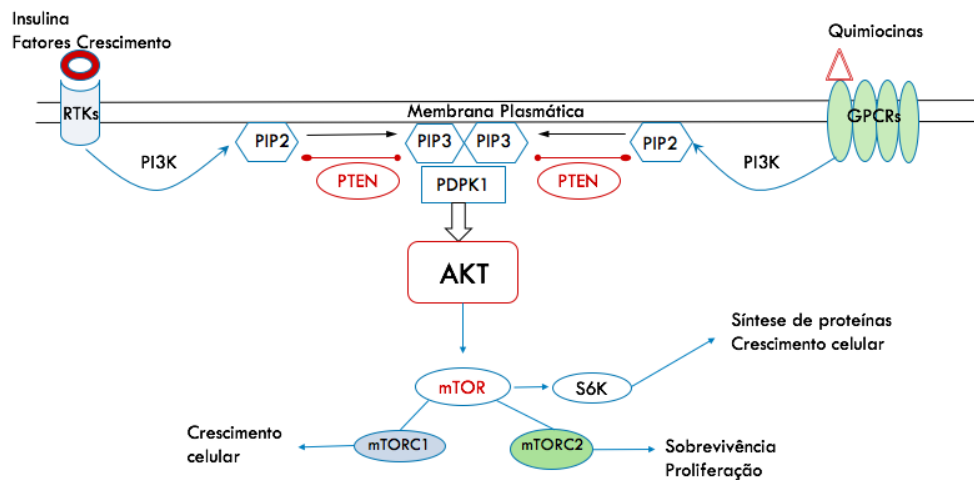 Insulina
Fatores Crescimento
Quimiocinas
RTKs
Membrana Plasmática
GPCRs
PIP2
PIP3
PIP3
PIP2
PI3K
PTEN
PDPK1
PTEN
PI3K
AKT
Síntese de proteínas
Crescimento celular
mTOR
S6K
Crescimento
celular
mTORC1
mTORC2
Sobrevivência
Proliferação